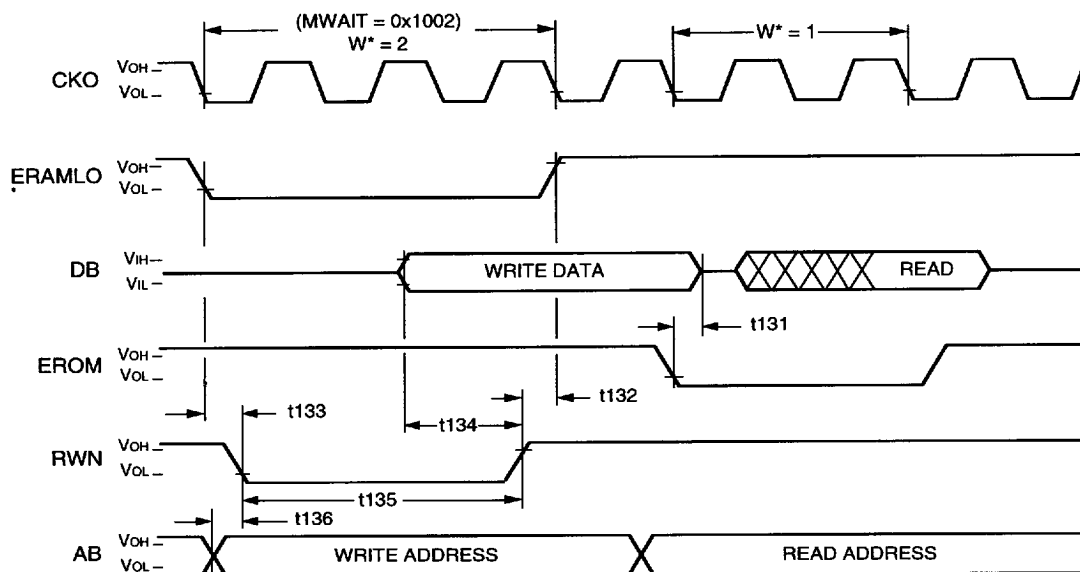 (MWAIT = 0x1002)
W* = 2
W* = 1
CKO
VOH
VOL
ERAMLO
VOH
VOL
DB
VIH
VIL
WRITE DATA
READ
t131
EROM
VOH
VOL
t132
t133
t134
RWN
VOH
VOL
t135
t136
AB
VOH
VOL
WRITE ADDRESS
READ ADDRESS